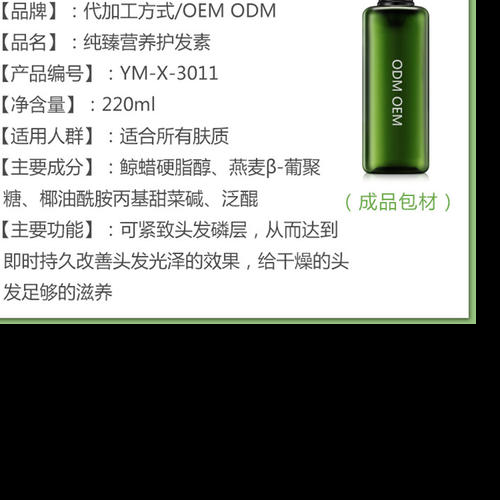 【品牌】：代加工方式/OEM ODM
【品名】：纯臻营养护发素
【产品编号】：YM-X-3011
【净含量】：220ml
【适用人群】：适合所有肤质
【主要成分】：鲸蜡硬脂醇、燕麦β-葡聚
糖、椰油酰胺丙基甜菜碱、泛醌
【主要功能】：可紧致头发磷层，从而达到
即时持久改善头发光泽的效果，给干燥的头
发足够的滋养
ODM OEM
（成品包材）